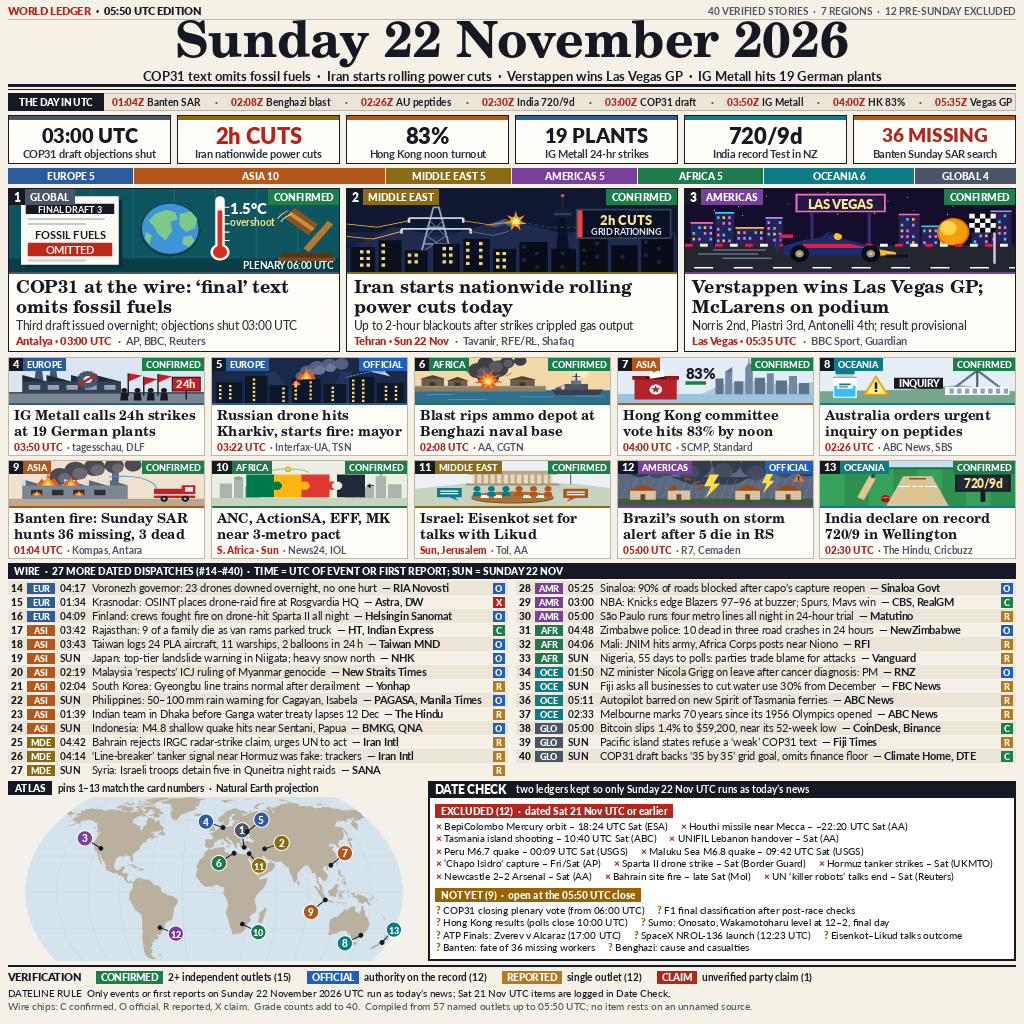 WORLD LEDGER · 05:50 UTC EDITION
40 VERIFIED STORIES · 7 REGIONS · 12 PRE-SUNDAY EXCLUDED
Sunday 22 November 2026
COP31 text omits fossil fuels · Iran starts rolling power cuts · Verstappen wins Las Vegas GP · IG Metall hits 19 German plants
THE DAY IN UTC 01:04Z Banten SAR · 02:08Z Benghazi blast · 02:26Z AU peptides · 02:30Z India 720/9d · 03:00Z COP31 draft · 03:50Z IG Metall · 04:00Z HK 83% · 05:35Z Vegas GP
03:00 UTC
COP31 draft objections shut
2h CUTS
Iran nationwide power cuts
83%
Hong Kong noon turnout
19 PLANTS
IG Metall 24-hr strikes
720/9d
India record Test in NZ
36 MISSING
Banten Sunday SAR search
EUROPE 5 ASIA 10 MIDDLE EAST 5 AMERICAS 5 AFRICA 5 OCEANIA 6 GLOBAL 4
1 GLOBAL CONFIRMED
FINAL DRAFT 3
FOSSIL FUELS
OMITTED
1.5°C
overshoot
PLENARY 06:00 UTC
COP31 at the wire: ‘final’ text
omits fossil fuels
Third draft issued overnight; objections shut 03:00 UTC
Antalya · 03:00 UTC · AP, BBC, Reuters
2 MIDDLE EAST CONFIRMED
2h CUTS
GRID RATIONING
Iran starts nationwide rolling
power cuts today
Up to 2-hour blackouts after strikes crippled gas output
Tehran · Sun 22 Nov · Tavanir, RFE/RL, Shafaq
3 AMERICAS CONFIRMED
LAS VEGAS
Verstappen wins Las Vegas GP;
McLarens on podium
Norris 2nd, Piastri 3rd, Antonelli 4th; result provisional
Las Vegas · 05:35 UTC · BBC Sport, Guardian
4 EUROPE CONFIRMED
24h
IG Metall calls 24h strikes
at 19 German plants
03:50 UTC · tagesschau, DLF
5 EUROPE OFFICIAL
Russian drone hits
Kharkiv, starts fire: mayor
03:22 UTC · Interfax-UA, TSN
6 AFRICA CONFIRMED
Blast rips ammo depot at
Benghazi naval base
02:08 UTC · AA, CGTN
7 ASIA CONFIRMED
83%
Hong Kong committee
vote hits 83% by noon
04:00 UTC · SCMP, Standard
8 OCEANIA CONFIRMED
INQUIRY
Australia orders urgent
inquiry on peptides
02:26 UTC · ABC News, SBS
9 ASIA CONFIRMED
Banten fire: Sunday SAR
hunts 36 missing, 3 dead
01:04 UTC · Kompas, Antara
10 AFRICA CONFIRMED
ANC, ActionSA, EFF, MK
near 3-metro pact
S. Africa · Sun · News24, IOL
11 MIDDLE EAST CONFIRMED
Israel: Eisenkot set for
talks with Likud
Sun, Jerusalem · ToI, AA
12 AMERICAS OFFICIAL
Brazil’s south on storm
alert after 5 die in RS
05:00 UTC · R7, Cemaden
13 OCEANIA CONFIRMED
720/9d
India declare on record
720/9 in Wellington
02:30 UTC · The Hindu, Cricbuzz
WIRE · 27 MORE DATED DISPATCHES (#14–#40) · TIME = UTC OF EVENT OR FIRST REPORT; SUN = SUNDAY 22 NOV
14 EUR 04:17 Voronezh governor: 23 drones downed overnight, no one hurt — RIA Novosti O
15 EUR 01:34 Krasnodar: OSINT places drone-raid fire at Rosgvardia HQ — Astra, DW X
16 EUR 04:09 Finland: crews fought fire on drone-hit Sparta II all night — Helsingin Sanomat O
17 ASI 03:42 Rajasthan: 9 of a family die as van rams parked truck — HT, Indian Express C
18 ASI 03:43 Taiwan logs 24 PLA aircraft, 11 warships, 2 balloons in 24 h — Taiwan MND O
19 ASI SUN Japan: top-tier landslide warning in Niigata; heavy snow north — NHK O
20 ASI 02:19 Malaysia ‘respects’ ICJ ruling of Myanmar genocide — New Straits Times O
21 ASI 02:04 South Korea: Gyeongbu line trains normal after derailment — Yonhap R
22 ASI SUN Philippines: 50–100 mm rain warning for Cagayan, Isabela — PAGASA, Manila Times O
23 ASI 01:39 Indian team in Dhaka before Ganga water treaty lapses 12 Dec — The Hindu R
24 ASI SUN Indonesia: M4.8 shallow quake hits near Sentani, Papua — BMKG, QNA O
25 MDE 04:42 Bahrain rejects IRGC radar-strike claim, urges UN to act — Iran Intl R
26 MDE 04:14 ‘Line-breaker’ tanker signal near Hormuz was fake: trackers — Iran Intl R
27 MDE SUN Syria: Israeli troops detain five in Quneitra night raids — SANA R
28 AMR 05:25 Sinaloa: 90% of roads blocked after capo’s capture reopen — Sinaloa Govt O
29 AMR 03:00 NBA: Knicks edge Blazers 97–96 at buzzer; Spurs, Mavs win — CBS, RealGM C
30 AMR 05:00 São Paulo runs four metro lines all night in 24-hour trial — Matutino R
31 AFR 04:48 Zimbabwe police: 10 dead in three road crashes in 24 hours — NewZimbabwe O
32 AFR 04:06 Mali: JNIM hits army, Africa Corps posts near Niono — RFI R
33 AFR SUN Nigeria, 55 days to polls: parties trade blame for attacks — Vanguard R
34 OCE 01:50 NZ minister Nicola Grigg on leave after cancer diagnosis: PM — RNZ O
35 OCE SUN Fiji asks all businesses to cut water use 30% from December — FBC News R
36 OCE 05:11 Autopilot barred on new Spirit of Tasmania ferries — ABC News R
37 OCE 02:33 Melbourne marks 70 years since its 1956 Olympics opened — ABC News R
38 GLO 05:00 Bitcoin slips 1.4% to $59,200, near its 52-week low — CoinDesk, Binance C
39 GLO SUN Pacific island states refuse a ‘weak’ COP31 text — Fiji Times R
40 GLO SUN COP31 draft backs ‘35 by 35’ grid goal, omits finance floor — Climate Home, DTE C
ATLAS pins 1–13 match the card numbers · Natural Earth projection
3
4
5
1
2
6
11
7
9
12
10
8
13
DATE CHECK two ledgers kept so only Sunday 22 Nov UTC runs as today’s news
EXCLUDED (12) · dated Sat 21 Nov UTC or earlier
× BepiColombo Mercury orbit – 18:24 UTC Sat (ESA) × Houthi missile near Mecca – ~22:20 UTC Sat (AA)
× Tasmania island shooting – 10:40 UTC Sat (ABC) × UNIFIL Lebanon handover – Sat (AA)
× Peru M6.7 quake – 00:09 UTC Sat (USGS) × Maluku Sea M6.8 quake – 09:42 UTC Sat (USGS)
× ‘Chapo Isidro’ capture – Fri/Sat (AP) × Sparta II drone strike – Sat (Border Guard) × Hormuz tanker strikes – Sat (UKMTO)
× Newcastle 2–2 Arsenal – Sat (AA) × Bahrain site fire – late Sat (MoI) × UN ‘killer robots’ talks end – Sat (Reuters)
NOT YET (9) · open at the 05:50 UTC close
? COP31 closing plenary vote (from 06:00 UTC) ? F1 final classification after post-race checks
? Hong Kong results (polls close 10:00 UTC) ? Sumo: Onosato, Wakamotoharu level at 12–2, final day
? ATP Finals: Zverev v Alcaraz (17:00 UTC) ? SpaceX NROL-136 launch (12:23 UTC) ? Eisenkot–Likud talks outcome
? Banten: fate of 36 missing workers ? Benghazi: cause and casualties
VERIFICATION CONFIRMED 2+ independent outlets (15) OFFICIAL authority on the record (12) REPORTED single outlet (12) CLAIM unverified party claim (1)
DATELINE RULE Only events or first reports on Sunday 22 November 2026 UTC run as today’s news; Sat 21 Nov UTC items are logged in Date Check.
Wire chips: C confirmed, O official, R reported, X claim. Grade counts add to 40. Compiled from 57 named outlets up to 05:50 UTC; no item rests on an unnamed source.